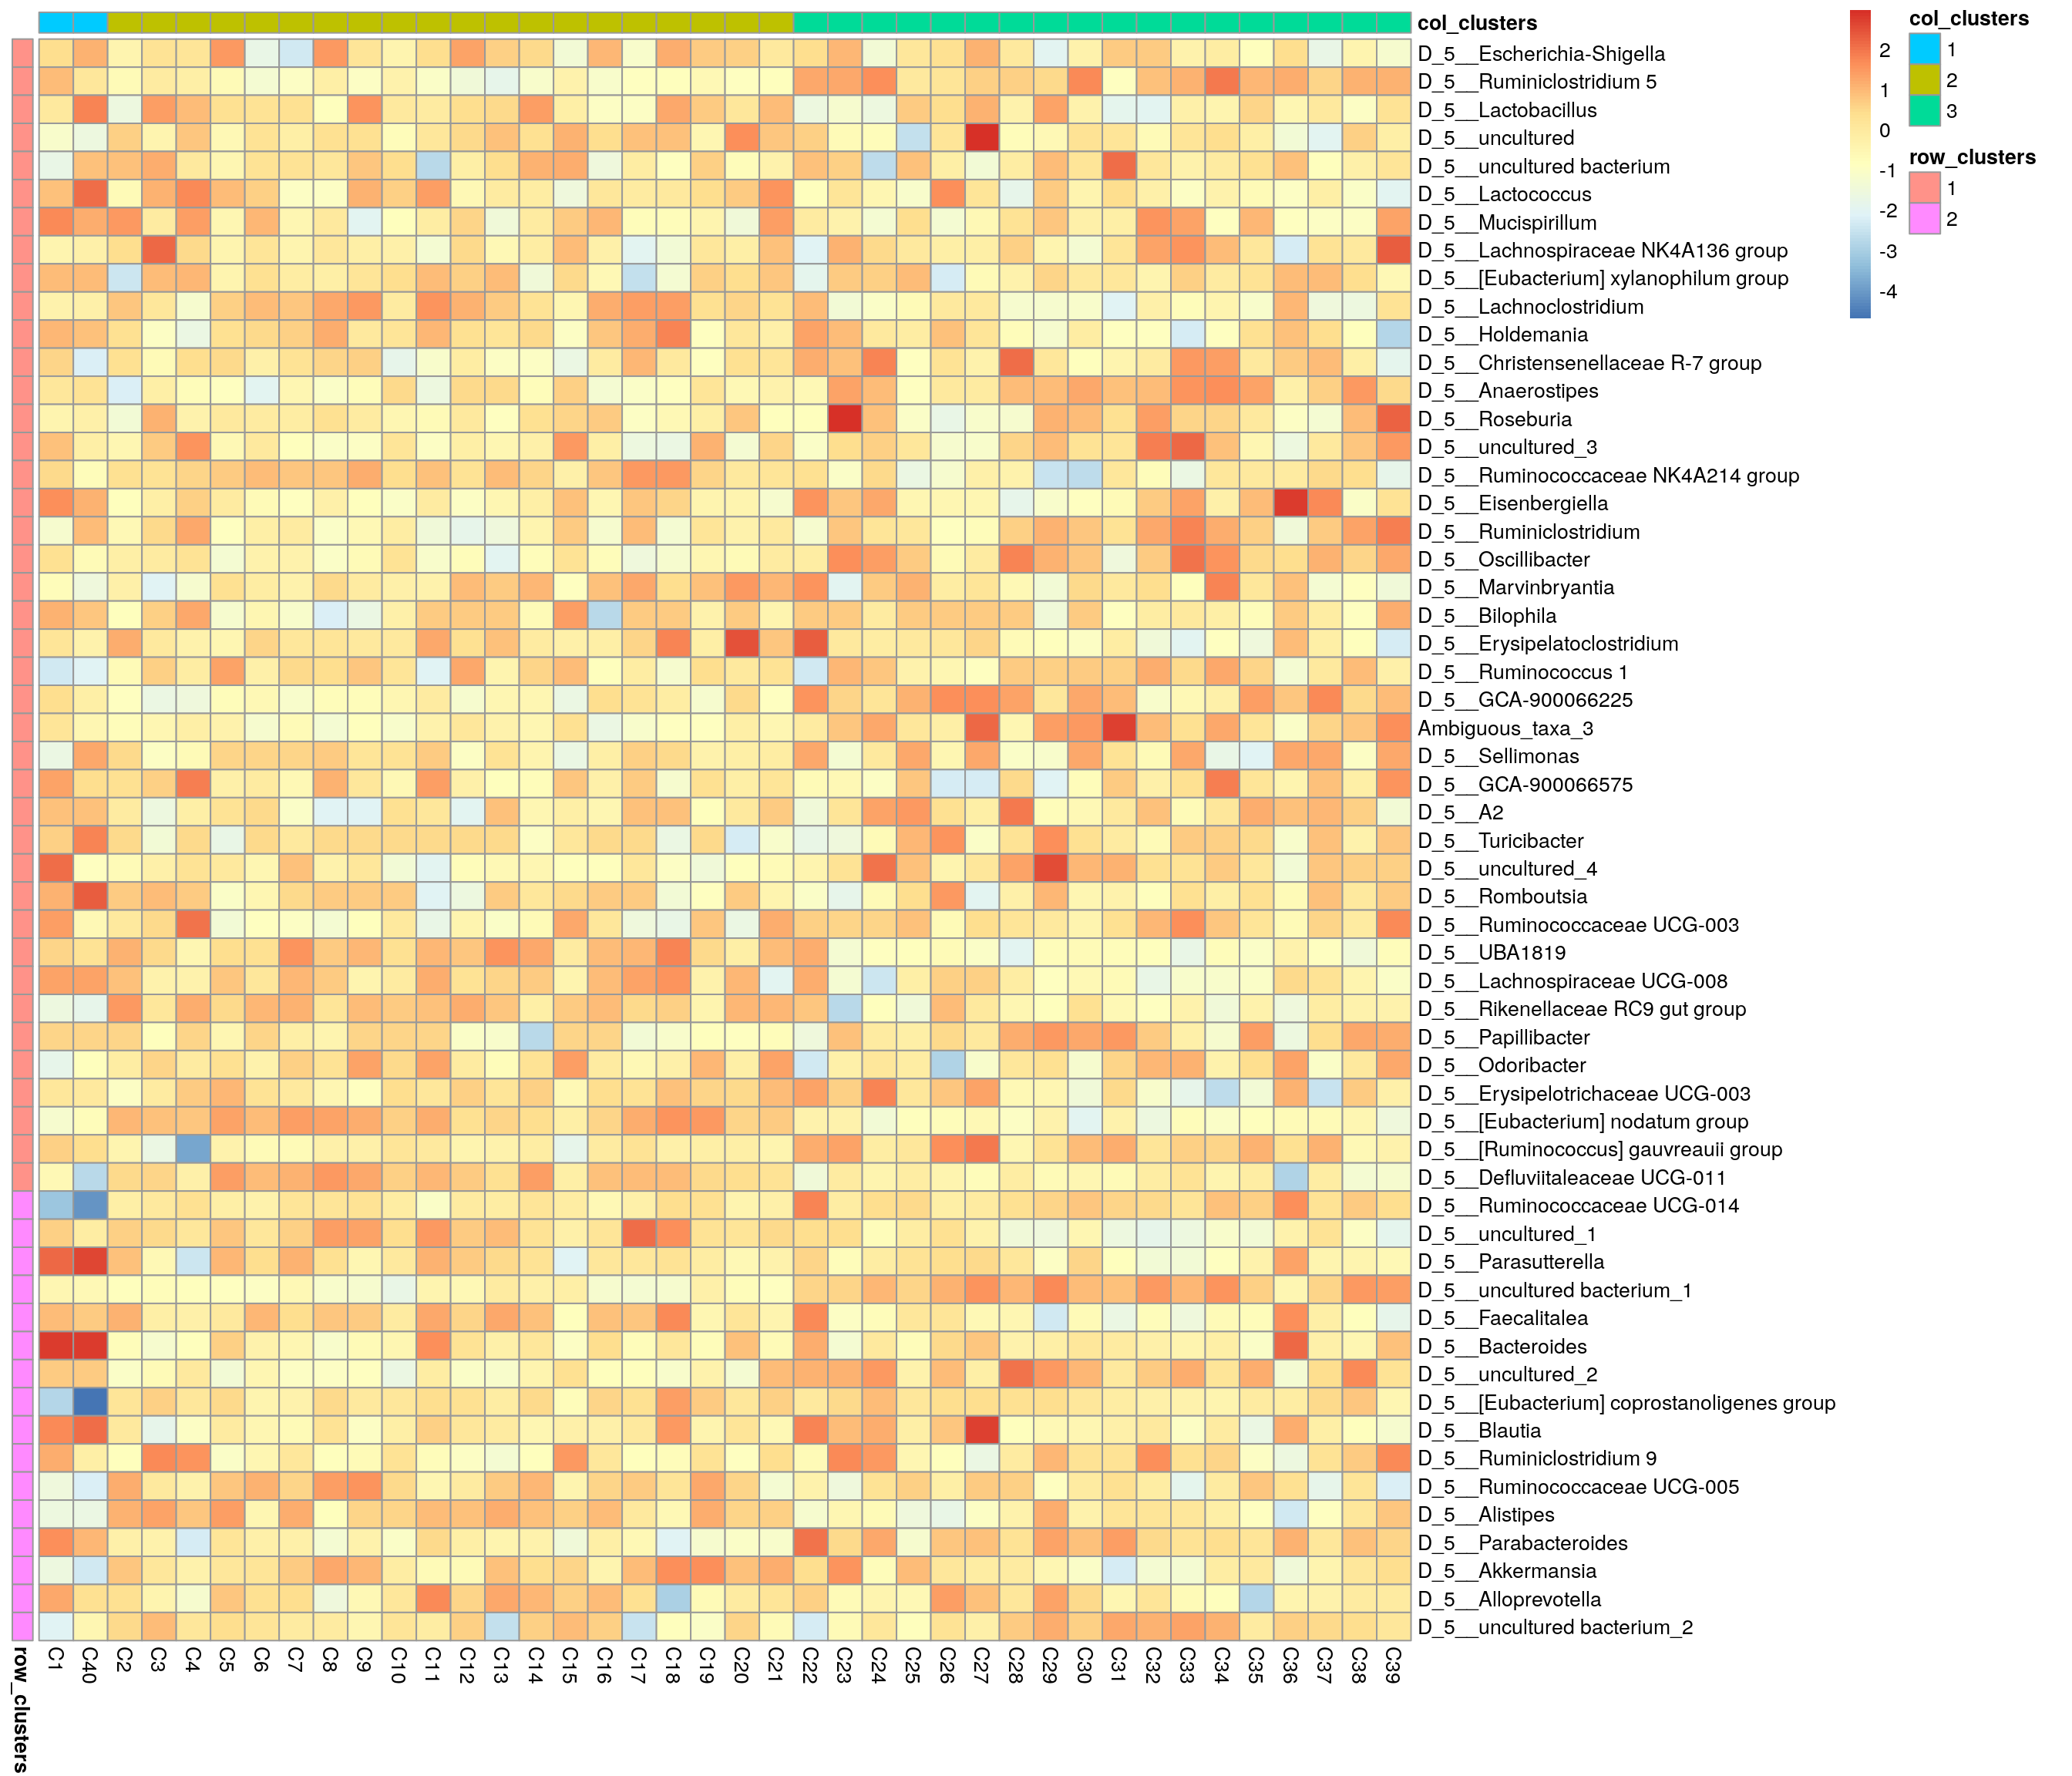 col_clusters
D_5__Escherichia-Shigella
D_5__Ruminiclostridium 5
D_5__Lactobacillus
D_5__uncultured
D_5__uncultured bacterium
D_5__Lactococcus
D_5__Mucispirillum
D_5__Lachnospiraceae NK4A136 group
D_5__[Eubacterium] xylanophilum group
D_5__Lachnoclostridium
D_5__Holdemania
D_5__Christensenellaceae R-7 group
D_5__Anaerostipes
D_5__Roseburia
D_5__uncultured_3
D_5__Ruminococcaceae NK4A214 group
D_5__Eisenbergiella
D_5__Ruminiclostridium
D_5__Oscillibacter
D_5__Marvinbryantia
D_5__Bilophila
D_5__Erysipelatoclostridium
D_5__Ruminococcus 1
D_5__GCA-900066225
Ambiguous_taxa_3
D_5__Sellimonas
D_5__GCA-900066575
D_5__A2
D_5__Turicibacter
D_5__uncultured_4
D_5__Romboutsia
D_5__Ruminococcaceae UCG-003
D_5__UBA1819
D_5__Lachnospiraceae UCG-008
D_5__Rikenellaceae RC9 gut group
D_5__Papillibacter
D_5__Odoribacter
D_5__Erysipelotrichaceae UCG-003
D_5__[Eubacterium] nodatum group
D_5__[Ruminococcus] gauvreauii group
D_5__Defluviitaleaceae UCG-011
D_5__Ruminococcaceae UCG-014
D_5__uncultured_1
D_5__Parasutterella
D_5__uncultured bacterium_1
D_5__Faecalitalea
D_5__Bacteroides
D_5__uncultured_2
D_5__[Eubacterium] coprostanoligenes group
D_5__Blautia
D_5__Ruminiclostridium 9
D_5__Ruminococcaceae UCG-005
D_5__Alistipes
D_5__Parabacteroides
D_5__Akkermansia
D_5__Alloprevotella
D_5__uncultured bacterium_2
row_clusters
C1
C40
C2
C3
C4
C5
C6
C7
C8
C9
C10
C11
C12
C13
C14
C15
C16
C17
C18
C19
C20
C21
C22
C23
C24
C25
C26
C27
C28
C29
C30
C31
C32
C33
C34
C35
C36
C37
C38
C39
2
1
0
-1
-2
-3
-4
col_clusters
1
2
3
row_clusters
1
2